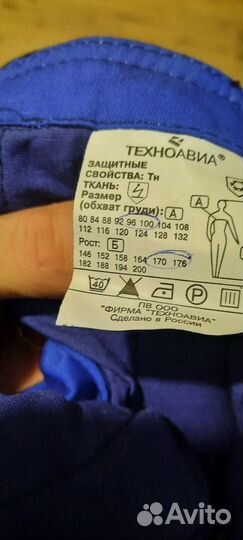 ТЕХНОАВИА®
ЗАЩИТНЫЕ
СВОЙСТВА: Тн
ТКАНЬ:
Размер
(обхват груди): А
80 84 88 92 96 100 104 108
112 116 120 124 128 132
Рост: Б
146 152 158 164 170 176
182 188 194 200
40 P
ПВ ООО
"ФИРМА "ТЕХНОАВИА"
Сделано в России
Avito